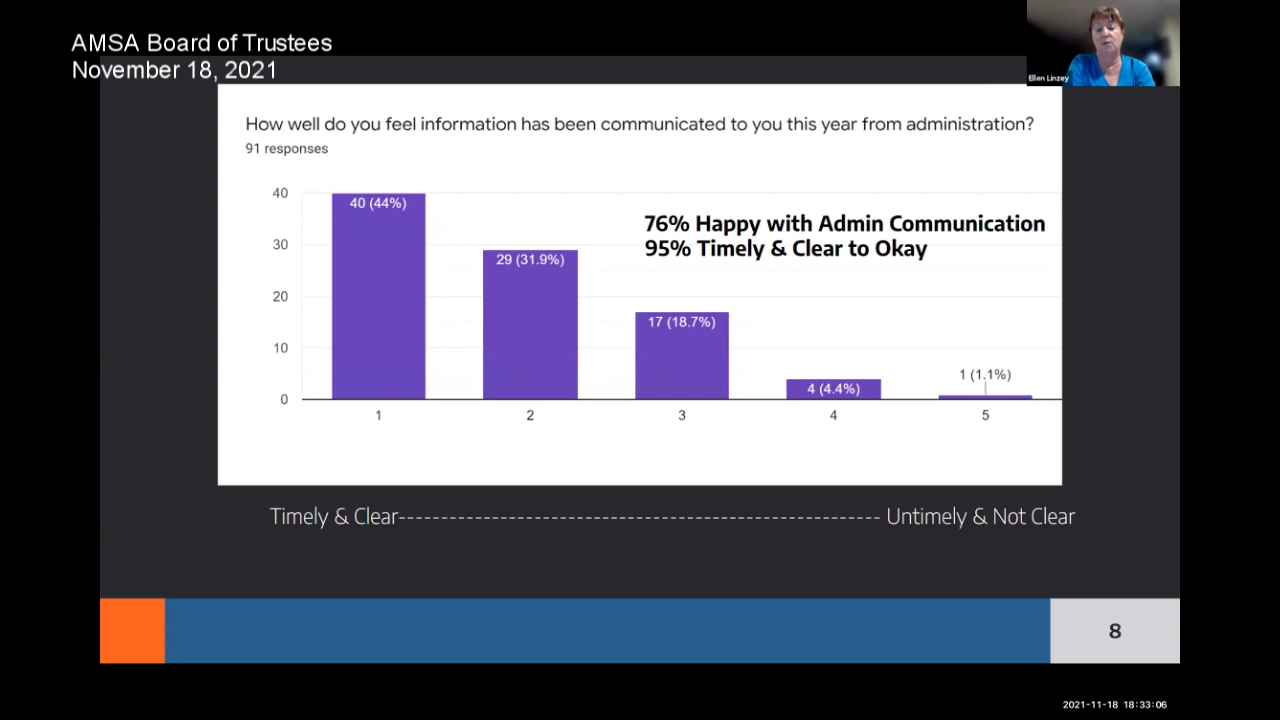 AMSA Board of Trustees
November 18, 2021
Ellen Linzey
How well do you feel information has been communicated to you this year from administration?
91 responses
76% Happy with Admin Communication
95% Timely & Clear to Okay
40
30
20
10
0
40 (44%)
29 (31.9%)
17 (18.7%)
4 (4.4%)
1 (1.1%)
1 2 3 4 5
Timely & Clear------------------------------------------------------- Untimely & Not Clear
8
2021-11-18 18:33:06